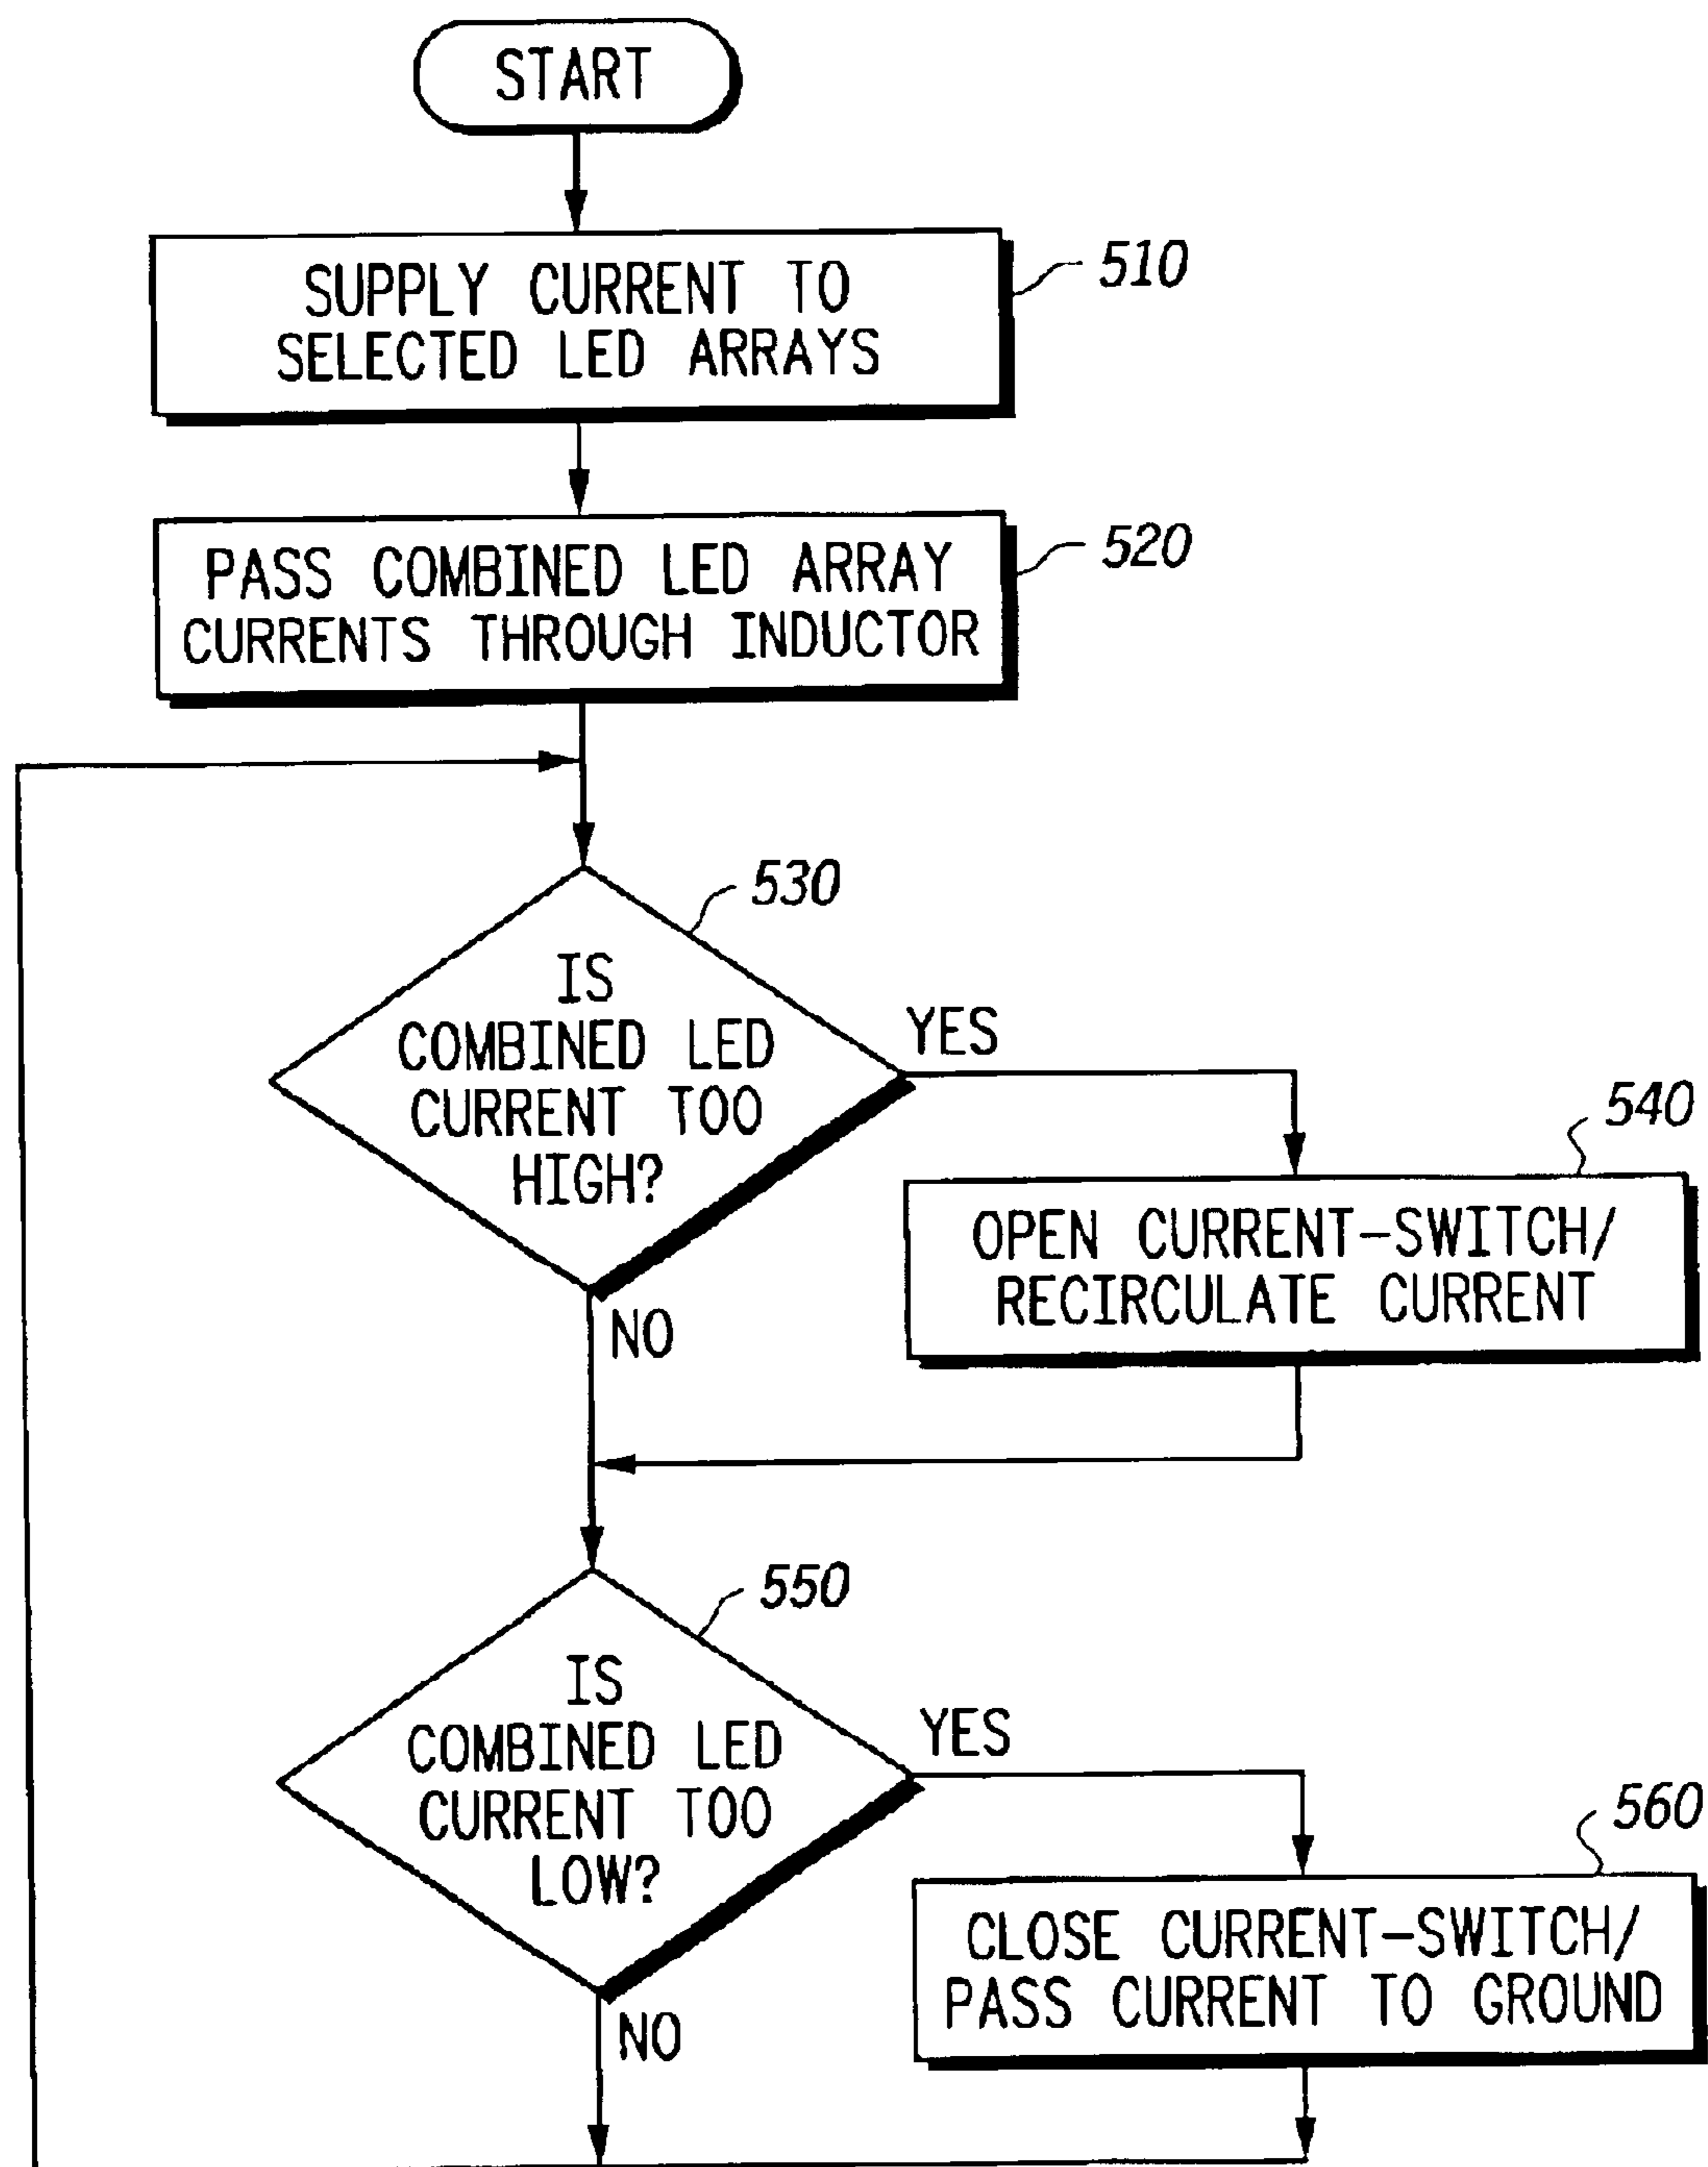 START
SUPPLY CURRENT TO
SELECTED LED ARRAYS
510
PASS COMBINED LED ARRAY
CURRENTS THROUGH INDUCTOR
520
530
IS
COMBINED LED
CURRENT TOO
HIGH?
YES
NO
540
OPEN CURRENT-SWITCH/
RECIRCULATE CURRENT
550
IS
COMBINED LED
CURRENT TOO
LOW?
YES
NO
560
CLOSE CURRENT-SWITCH/
PASS CURRENT TO GROUND